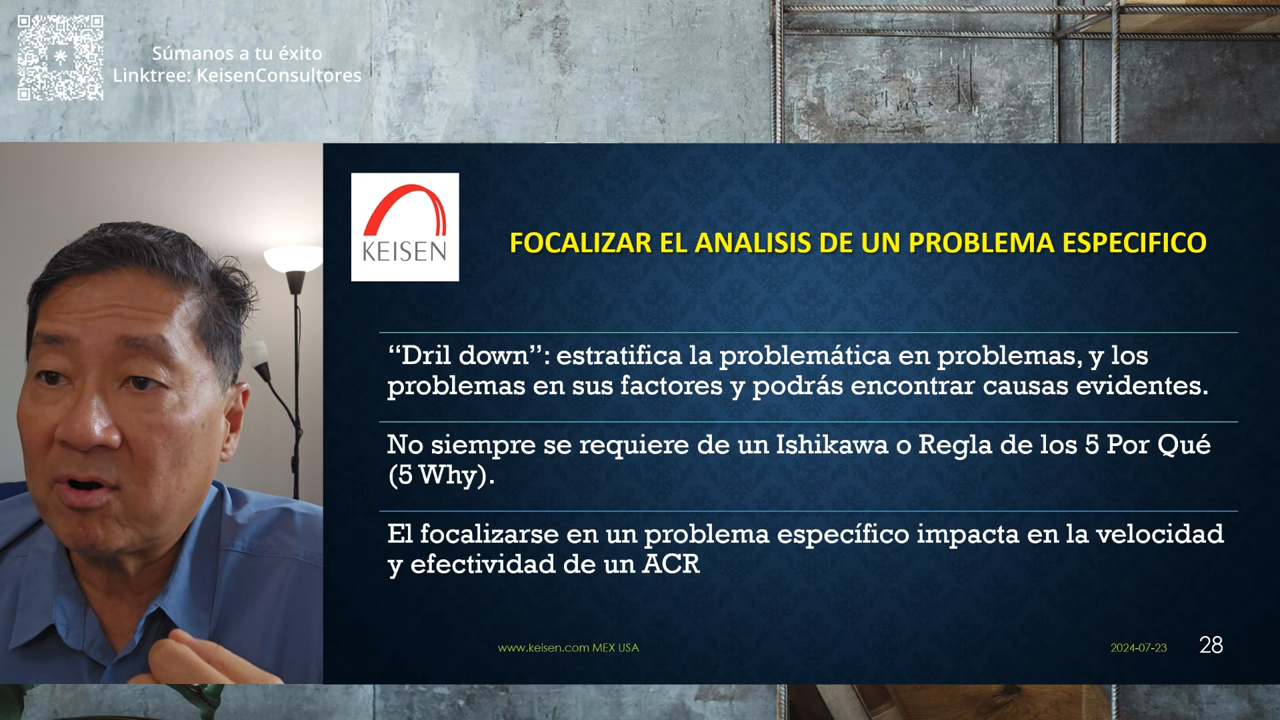 Súmanos a tu éxito
Linktree: KeisenConsultores
KEISEN
FOCALIZAR EL ANALISIS DE UN PROBLEMA ESPECIFICO
“Dril down”: estratifica la problemática en problemas, y los
problemas en sus factores y podrás encontrar causas evidentes.
No siempre se requiere de un Ishikawa o Regla de los 5 Por Qué
(5 Why).
El focalizarse en un problema específico impacta en la velocidad
y efectividad de un ACR
www.keisen.com MEX USA
2024-07-23
28